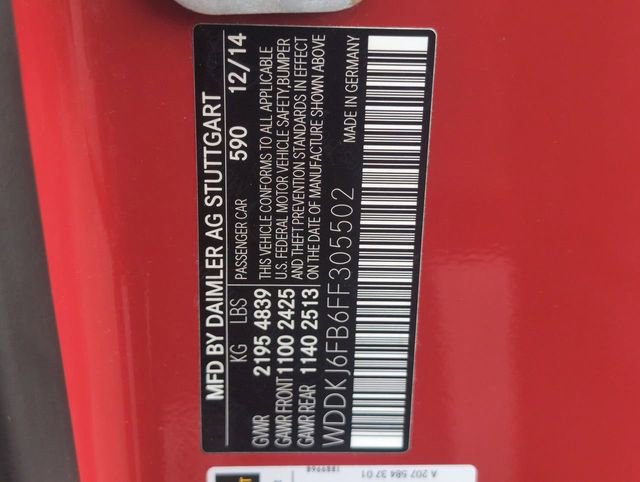 MFD BY DAIMLER AG STUTTGART
KG LBS PASSENGER CAR 590 12/14
GVWR 2195 4839 THIS VEHICLE CONFORMS TO ALL APPLICABLE
GAWR FRONT 1100 2425 U.S. FEDERAL MOTOR VEHICLE SAFETY, BUMPER
GAWR REAR 1140 2513 AND THEFT PREVENTION STANDARDS IN EFFECT
ON THE DATE OF MANUFACTURE SHOWN ABOVE
WDDKJ6FB6FF305502 MADE IN GERMANY
A 207 584 37 01